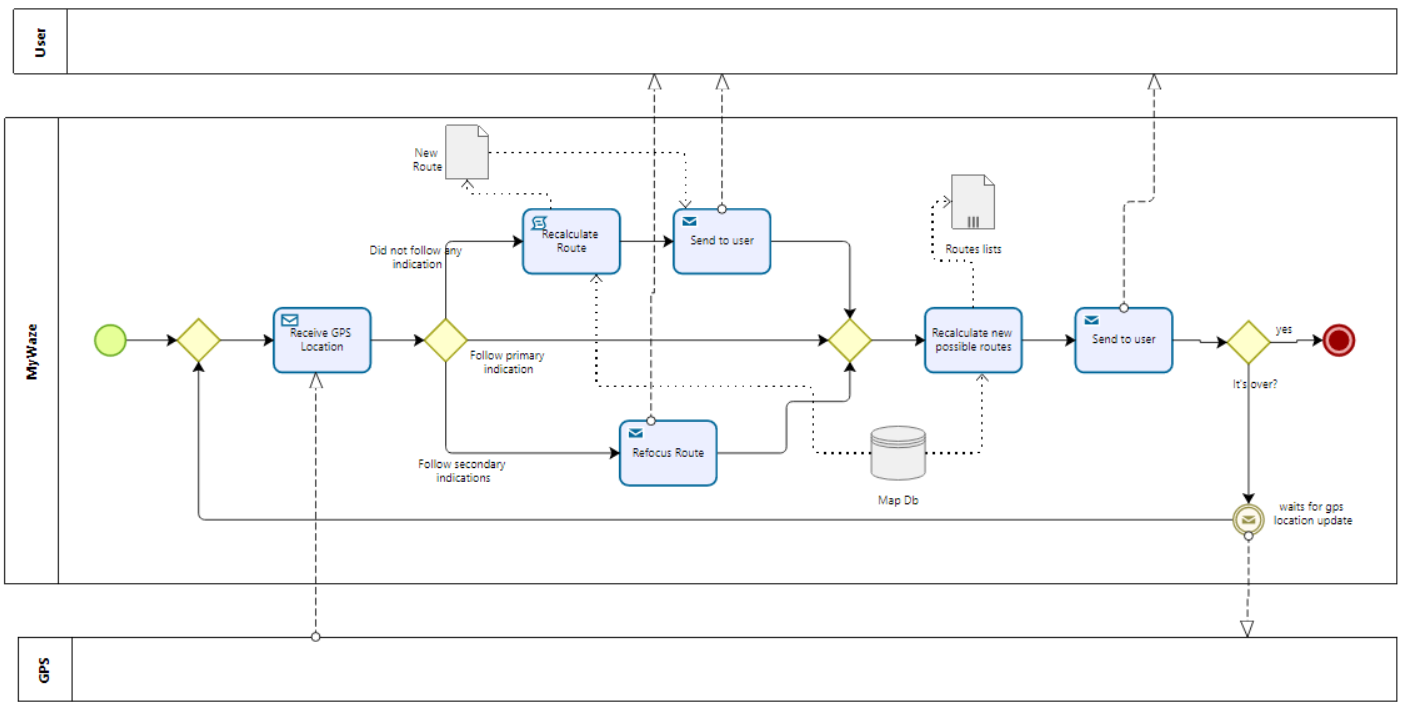 User
MyWaze
New
Route
Recalculate
Route
Send to user
Did not follow any
indication
Routes lists
Receive GPS
Location
Follow primary
indication
Recalculate new
possible routes
Send to user
yes
It's over?
Refocus Route
Follow secondary
indications
Map Db
waits for gps
location update
GPS